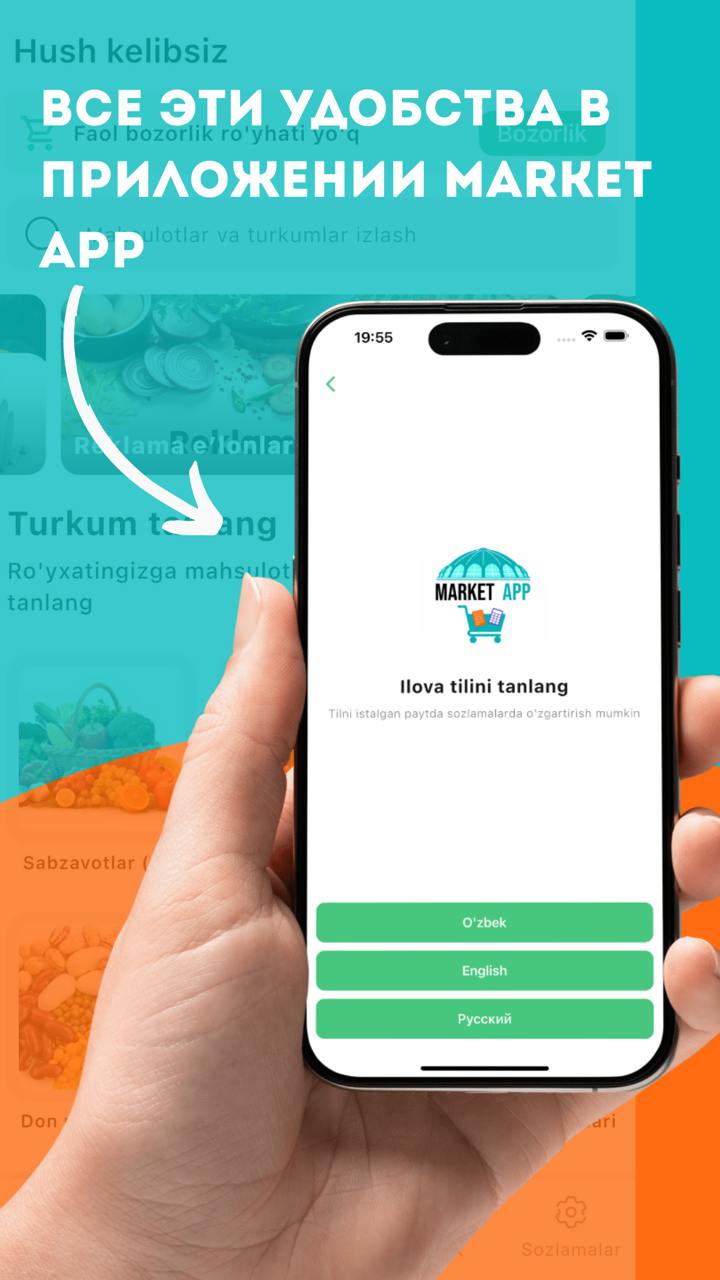 Hush kelibsiz
ВСЕ ЭТИ УДОБСТВА В
ПРИЛОЖЕНИИ MARKET
APP
Faol bozorlik ro'yhati yo'q
Bozorlik
Mahsulotlar va turkumlar izlash
19:55
Reklama e'lonlar
Turkum tanlang
Ro'yxatingizga mahsulot
tanlang
MARKET APP
Ilova tilini tanlang
Tilni istalgan paytda sozlamalarda o'zgartirish mumkin
Sabzavotlar (
O'zbek
English
Русский
Don
lari
Sozlamalar